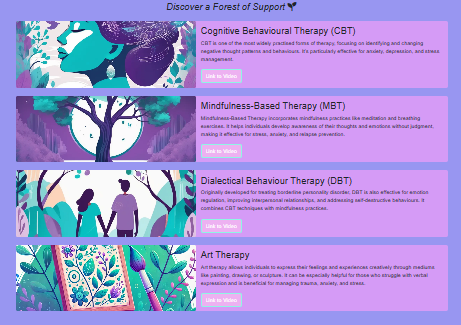 Discover a Forest of Support
Cognitive Behavioural Therapy (CBT)
CBT is one of the most widely practised forms of therapy, focusing on identifying and changing
negative thought patterns and behaviours. It's particularly effective for anxiety, depression, and stress
management.
Link to Video
Mindfulness-Based Therapy (MBT)
Mindfulness-Based Therapy incorporates mindfulness practices like meditation and breathing
exercises. It helps individuals develop awareness of their thoughts and emotions without judgment,
making it effective for stress, anxiety, and relapse prevention.
Link to Video
Dialectical Behaviour Therapy (DBT)
Originally developed for treating borderline personality disorder, DBT is also effective for emotion
regulation, improving interpersonal relationships, and addressing self-destructive behaviours. It
combines CBT techniques with mindfulness practices.
Link to Video
Art Therapy
Art therapy allows individuals to express their feelings and experiences creatively through mediums
like painting, drawing, or sculpture. It can be especially helpful for those who struggle with verbal
expression and is beneficial for managing trauma, anxiety, and stress.
Link to Video